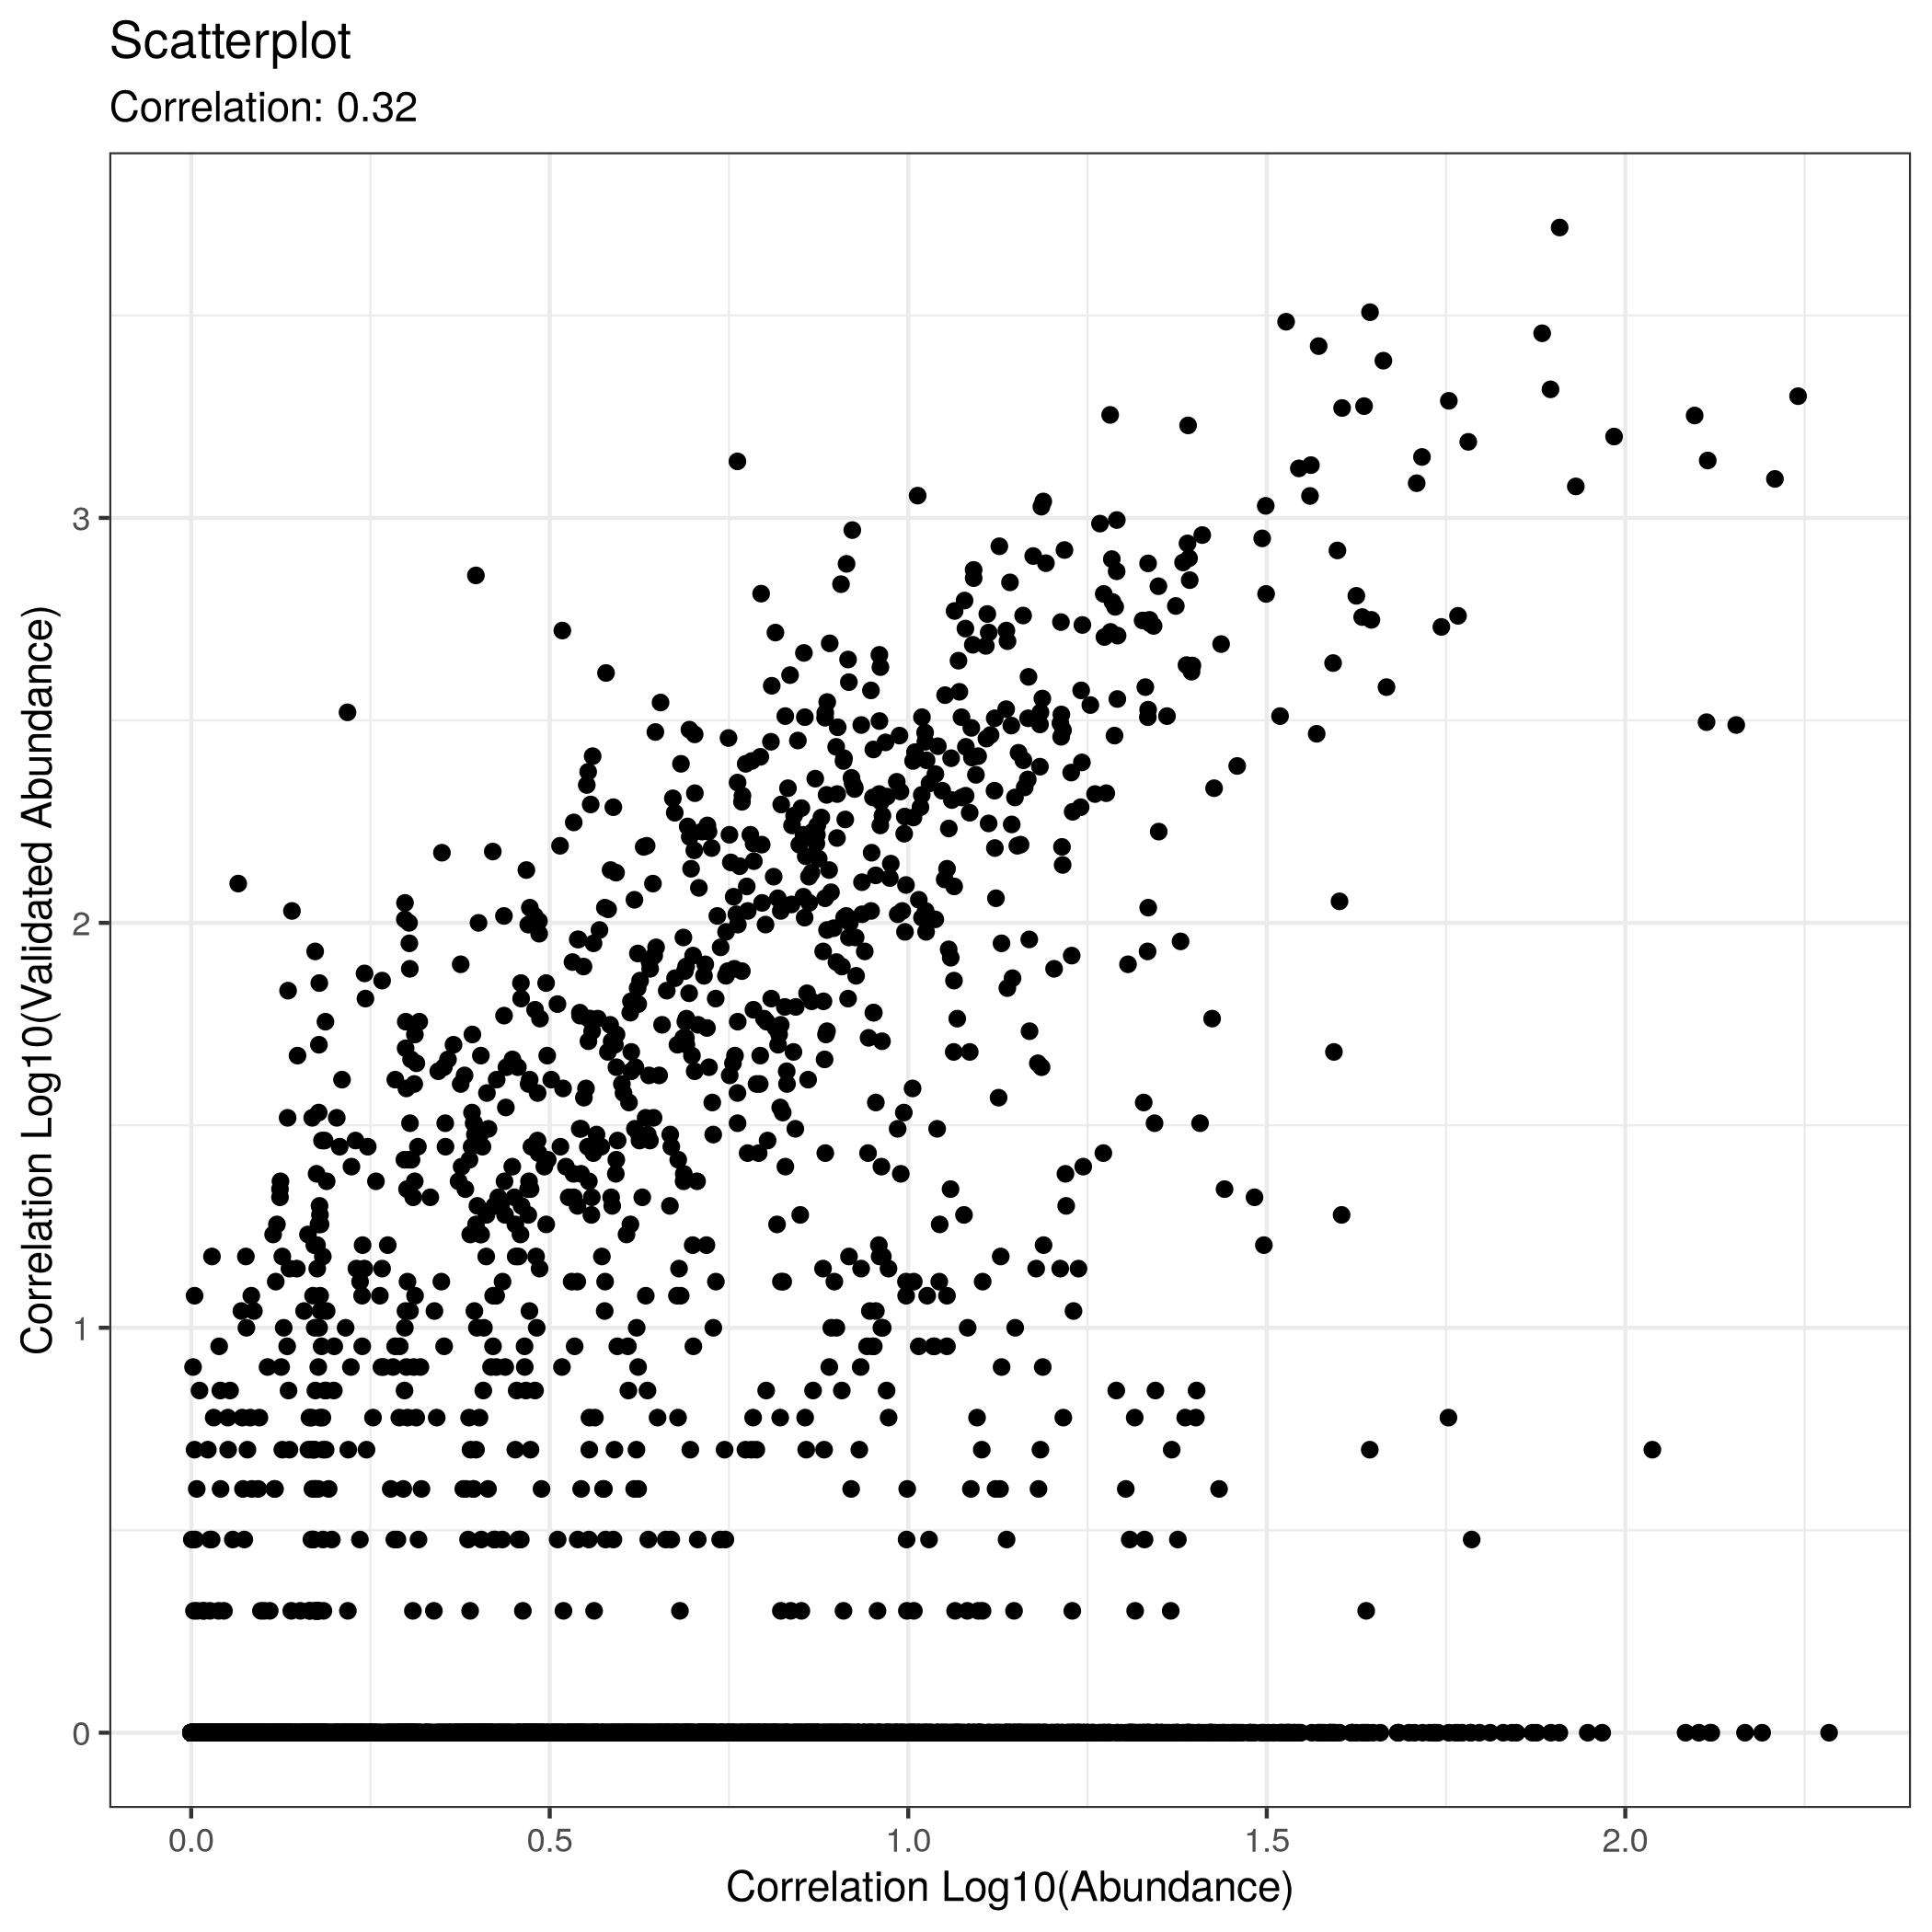 Scatterplot
Correlation: 0.32
Correlation Log10(Validated Abundance)
3
2
1
0
0.0
0.5
1.0
1.5
2.0
Correlation Log10(Abundance)